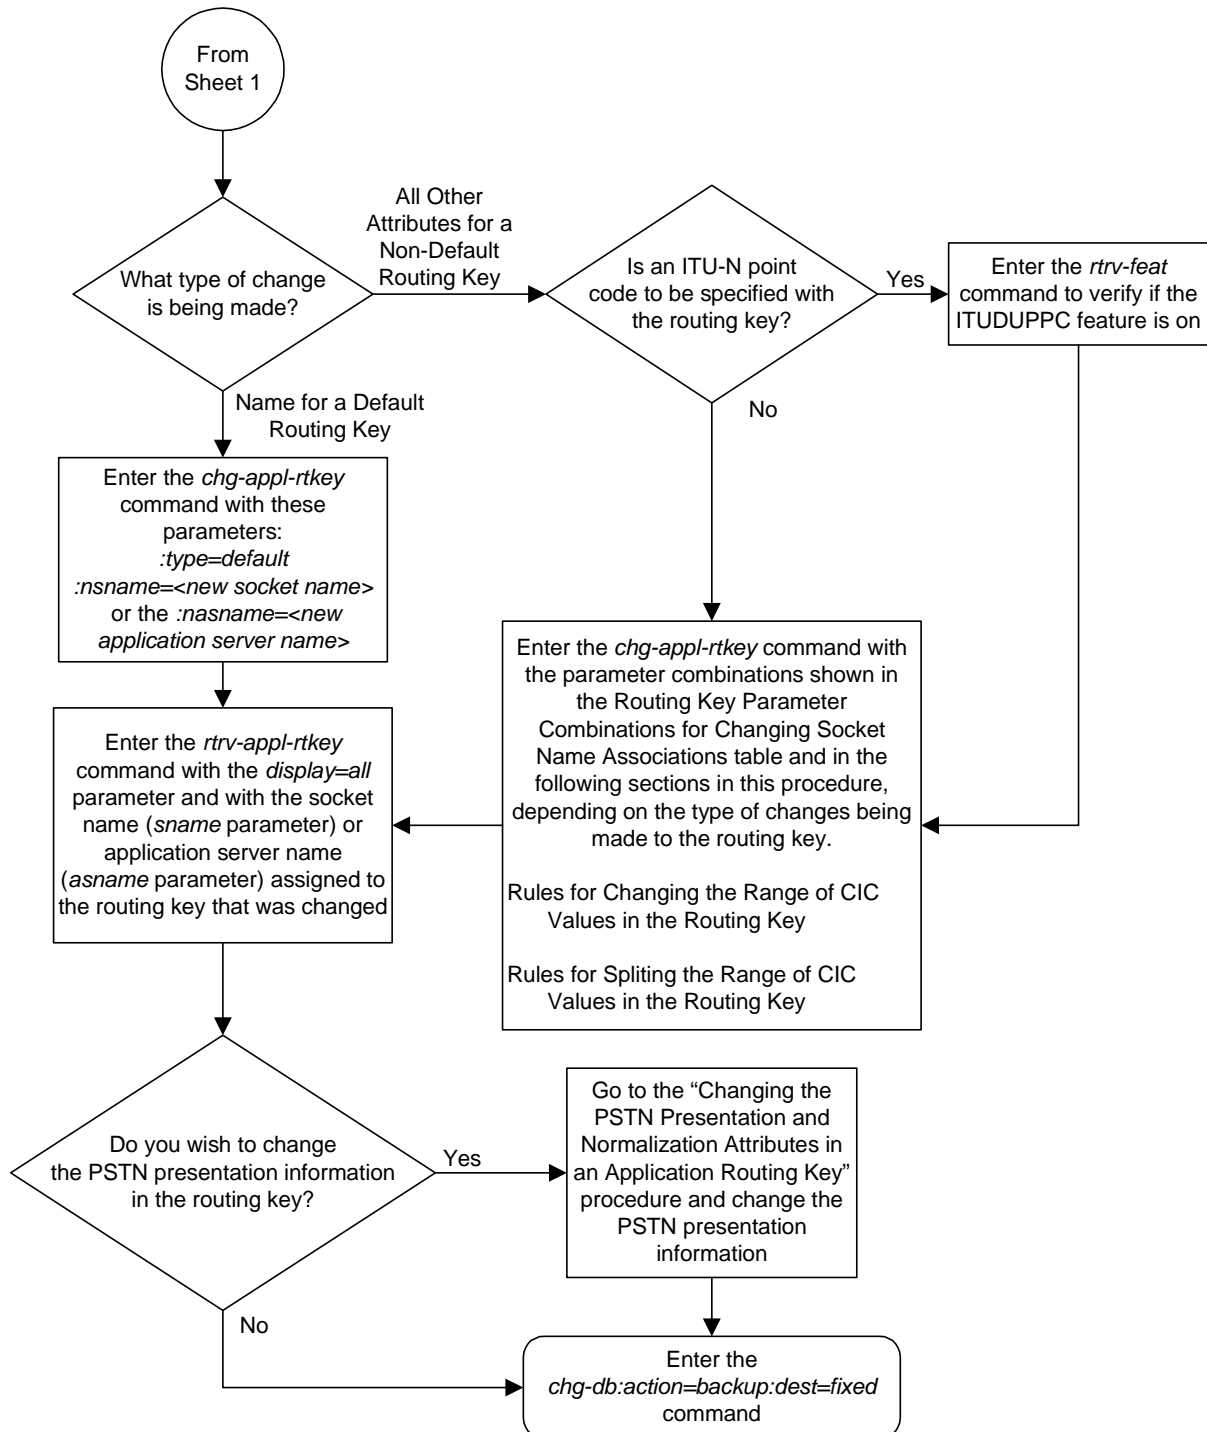 From
Sheet 1
What type of change
is being made?
All Other
Attributes for a
Non-Default
Routing Key
Is an ITU-N point
code to be specified with
the routing key?
Yes
Enter the rtrv-feat
command to verify if the
ITUDUPPC feature is on
No
Name for a Default
Routing Key
Enter the chg-appl-rtkey
command with these
parameters:
:type=default
:nsname=<new socket name>
or the :nasname=<new
application server name>
Enter the chg-appl-rtkey command with
the parameter combinations shown in
the Routing Key Parameter
Combinations for Changing Socket
Name Associations table and in the
following sections in this procedure,
depending on the type of changes being
made to the routing key.
Rules for Changing the Range of CIC
Values in the Routing Key
Rules for Spliting the Range of CIC
Values in the Routing Key
Enter the rtrv-appl-rtkey
command with the display=all
parameter and with the socket
name (sname parameter) or
application server name
(asname parameter) assigned to
the routing key that was changed
Do you wish to change
the PSTN presentation information
in the routing key?
Yes
Go to the “Changing the
PSTN Presentation and
Normalization Attributes in
an Application Routing Key”
procedure and change the
PSTN presentation
information
No
Enter the
chg-db:action=backup:dest=fixed
command